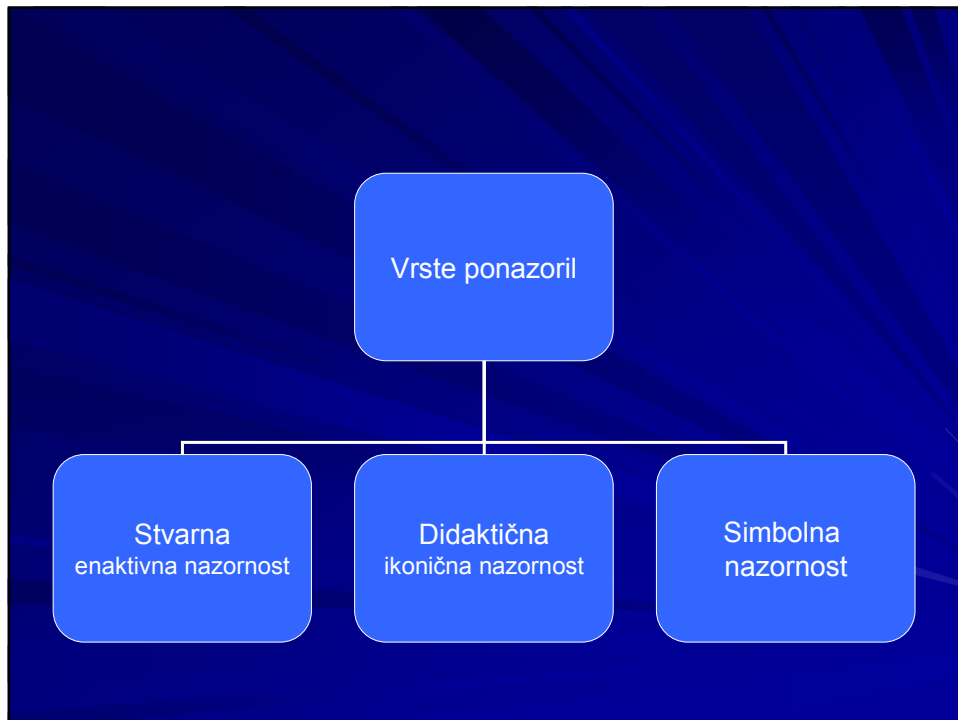 Vrste ponazoril
Stvarna
enaktivna nazornost
Didaktična
ikonična nazornost
Simbolna
nazornost